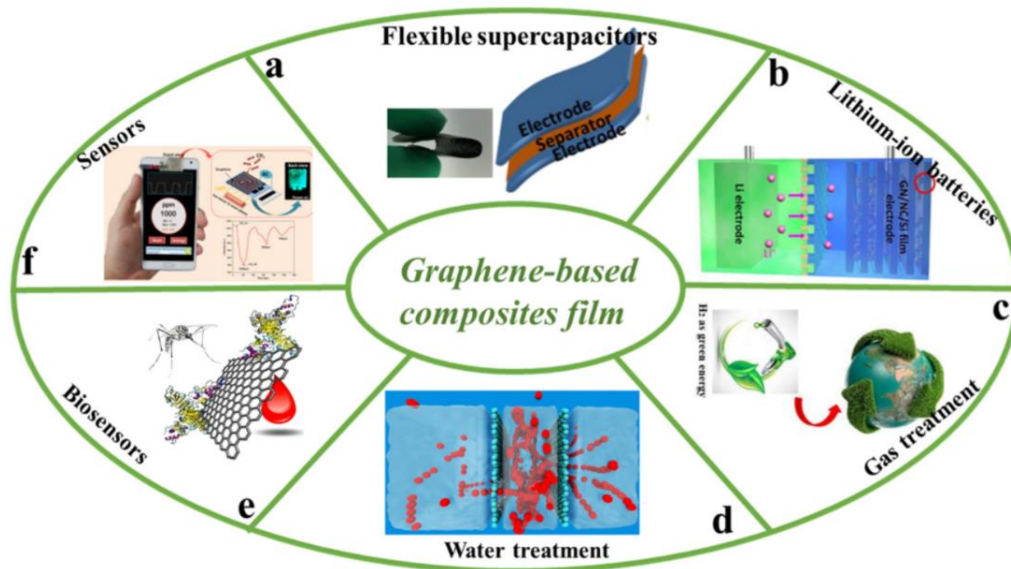 Flexible supercapacitors
a
Electrode
Separator
Electrode
b
Lithium-ion batteries
Li electrode
GN/NC/Si film
electrode
c
H₂ as green energy
Gas treatment
d
Water treatment
e
Biosensors
f
Sensors
ppm
1000
Graphene-based
composites film